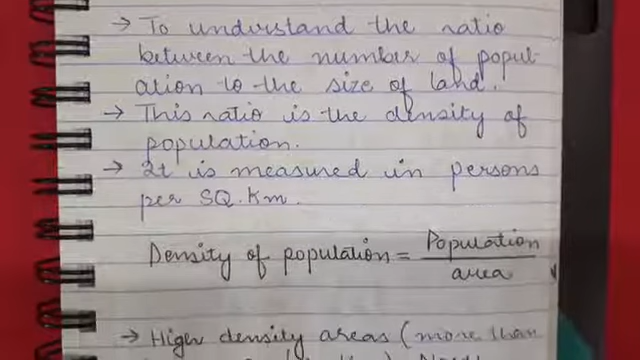 → To understand the ratio
between the number of popul-
ation to the size of land.
→ This ratio is the density of
population.
→ It is measured in persons
per SQ.Km.
Density of population = Population
area
→ High density areas (more than